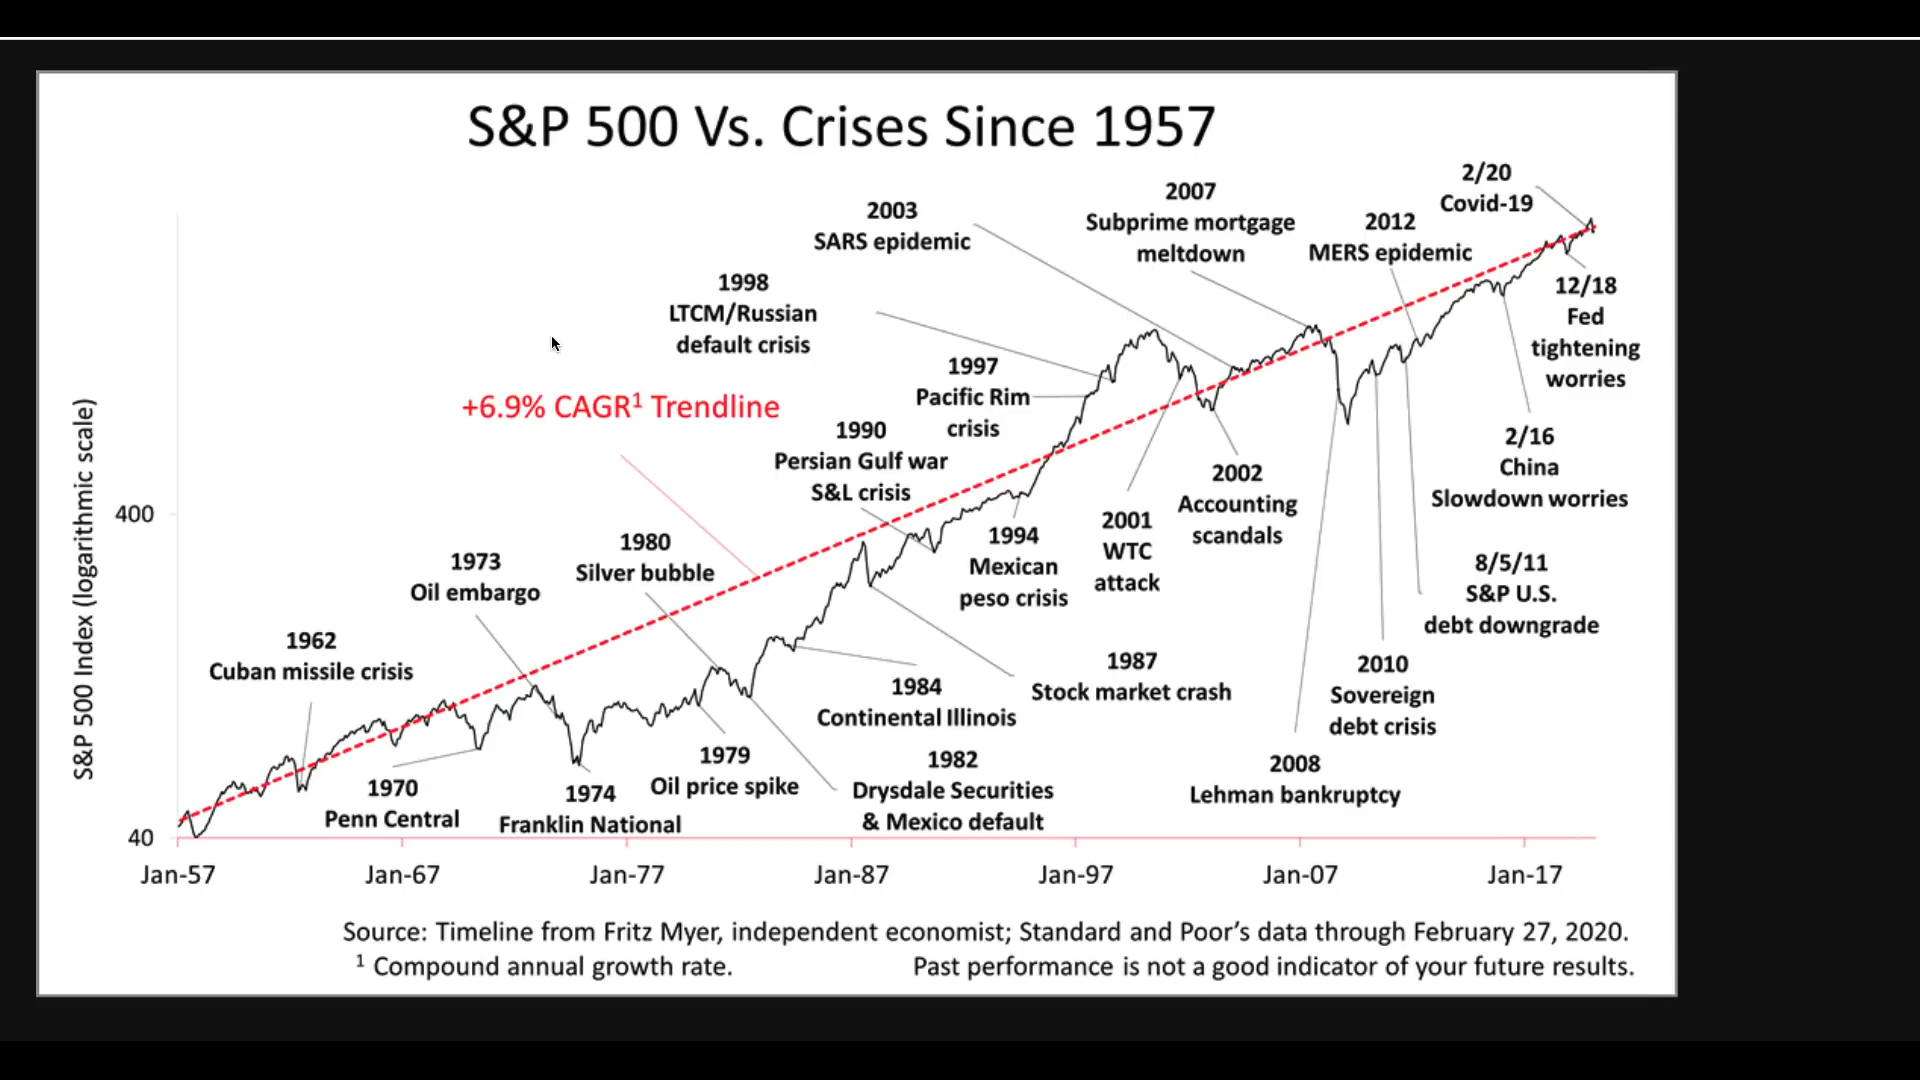 S&P 500 Vs. Crises Since 1957
2/20
Covid-19
2007
Subprime mortgage
meltdown
2003
SARS epidemic
2012
MERS epidemic
1998
LTCM/Russian
default crisis
12/18
Fed
tightening
worries
1997
Pacific Rim
crisis
+6.9% CAGR¹ Trendline
1990
Persian Gulf war
S&L crisis
2/16
China
Slowdown worries
2002
Accounting
scandals
2001
WTC
attack
1994
Mexican
peso crisis
1980
Silver bubble
1973
Oil embargo
8/5/11
S&P U.S.
debt downgrade
1962
Cuban missile crisis
1987
Stock market crash
2010
Sovereign
debt crisis
1984
Continental Illinois
1979
Oil price spike
1982
Drysdale Securities
& Mexico default
2008
Lehman bankruptcy
1970
Penn Central
1974
Franklin National
S&P 500 Index (logarithmic scale)
400
40
Jan-57
Jan-67
Jan-77
Jan-87
Jan-97
Jan-07
Jan-17
Source: Timeline from Fritz Myer, independent economist; Standard and Poor's data through February 27, 2020.
¹ Compound annual growth rate.
Past performance is not a good indicator of your future results.